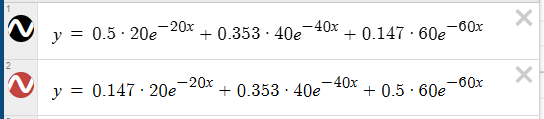 1
y = 0.5 · 20e^{−20x} + 0.353 · 40e^{−40x} + 0.147 · 60e^{−60x}
2
y = 0.147 · 20e^{−20x} + 0.353 · 40e^{−40x} + 0.5 · 60e^{−60x}